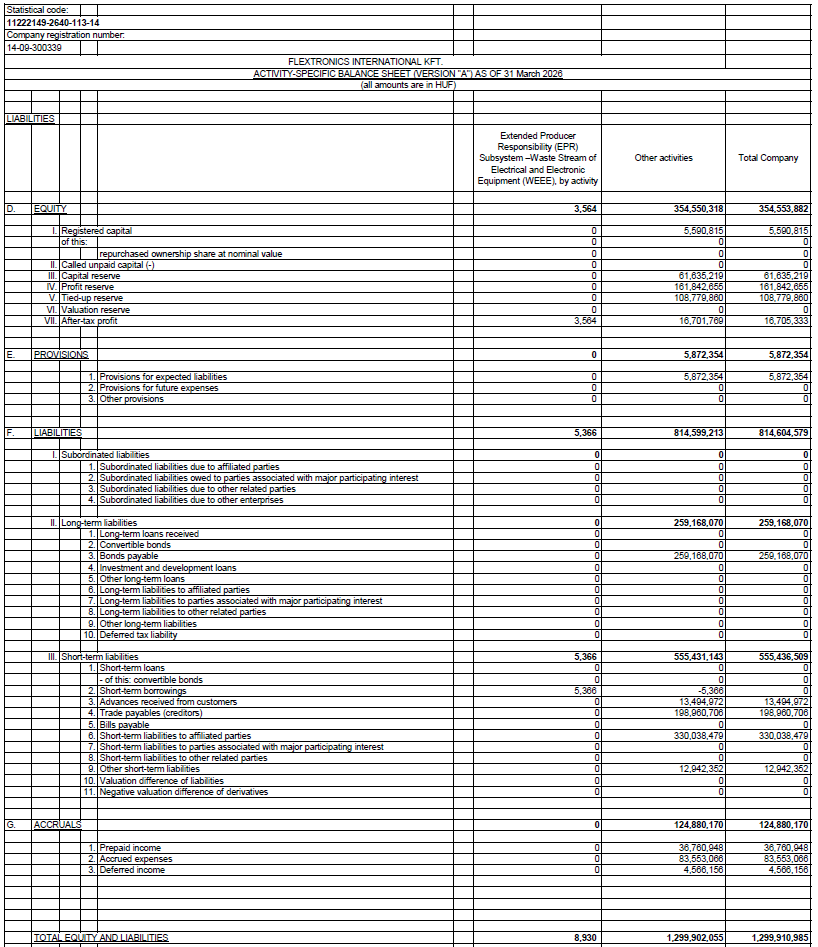 Statistical code:
11222149-2640-113-14
Company registration number:
14-09-300339
FLEXTRONICS INTERNATIONAL KFT.
ACTIVITY-SPECIFIC BALANCE SHEET (VERSION "A") AS OF 31 March 2026
(all amounts are in HUF)
LIABILITIES
Extended Producer Responsibility (EPR) Subsystem –Waste Stream of Electrical and Electronic Equipment (WEEE), by activity Other activities Total Company
D. EQUITY 3,564 354,550,318 354,553,882
I. Registered capital 0 5,590,815 5,590,815
of this: 0 0 0
repurchased ownership share at nominal value 0 0 0
II. Called unpaid capital (-) 0 0 0
III. Capital reserve 0 61,635,219 61,635,219
IV. Profit reserve 0 161,842,655 161,842,655
V. Tied-up reserve 0 108,779,860 108,779,860
VI. Valuation reserve 0 0 0
VII. After-tax profit 3,564 16,701,769 16,705,333
E. PROVISIONS 0 5,872,354 5,872,354
1. Provisions for expected liabilities 0 5,872,354 5,872,354
2. Provisions for future expenses 0 0 0
3. Other provisions 0 0 0
F. LIABILITIES 5,366 814,599,213 814,604,579
I. Subordinated liabilities 0 0 0
1. Subordinated liabilities due to affiliated parties 0 0 0
2. Subordinated liabilities owed to parties associated with major participating interest 0 0 0
3. Subordinated liabilities due to other related parties 0 0 0
4. Subordinated liabilities due to other enterprises 0 0 0
II. Long-term liabilities 0 259,168,070 259,168,070
1. Long-term loans received 0 0 0
2. Convertible bonds 0 0 0
3. Bonds payable 0 259,168,070 259,168,070
4. Investment and development loans 0 0 0
5. Other long-term loans 0 0 0
6. Long-term liabilities to affiliated parties 0 0 0
7. Long-term liabilities to parties associated with major participating interest 0 0 0
8. Long-term liabilities to other related parties 0 0 0
9. Other long-term liabilities 0 0 0
10. Deferred tax liability 0 0 0
III. Short-term liabilities 5,366 555,431,143 555,436,509
1. Short-term loans 0 0 0
- of this: convertible bonds 0 0 0
2. Short-term borrowings 5,366 -5,366 0
3. Advances received from customers 0 13,494,972 13,494,972
4. Trade payables (creditors) 0 198,960,706 198,960,706
5. Bills payable 0 0 0
6. Short-term liabilities to affiliated parties 0 330,038,479 330,038,479
7. Short-term liabilities to parties associated with major participating interest 0 0 0
8. Short-term liabilities to other related parties 0 0 0
9. Other short-term liabilities 0 12,942,352 12,942,352
10. Valuation difference of liabilities 0 0 0
11. Negative valuation difference of derivatives 0 0 0
G. ACCRUALS 0 124,880,170 124,880,170
1. Prepaid income 0 36,760,948 36,760,948
2. Accrued expenses 0 83,553,066 83,553,066
3. Deferred income 0 4,566,156 4,566,156
TOTAL EQUITY AND LIABILITIES 8,930 1,299,902,055 1,299,910,985